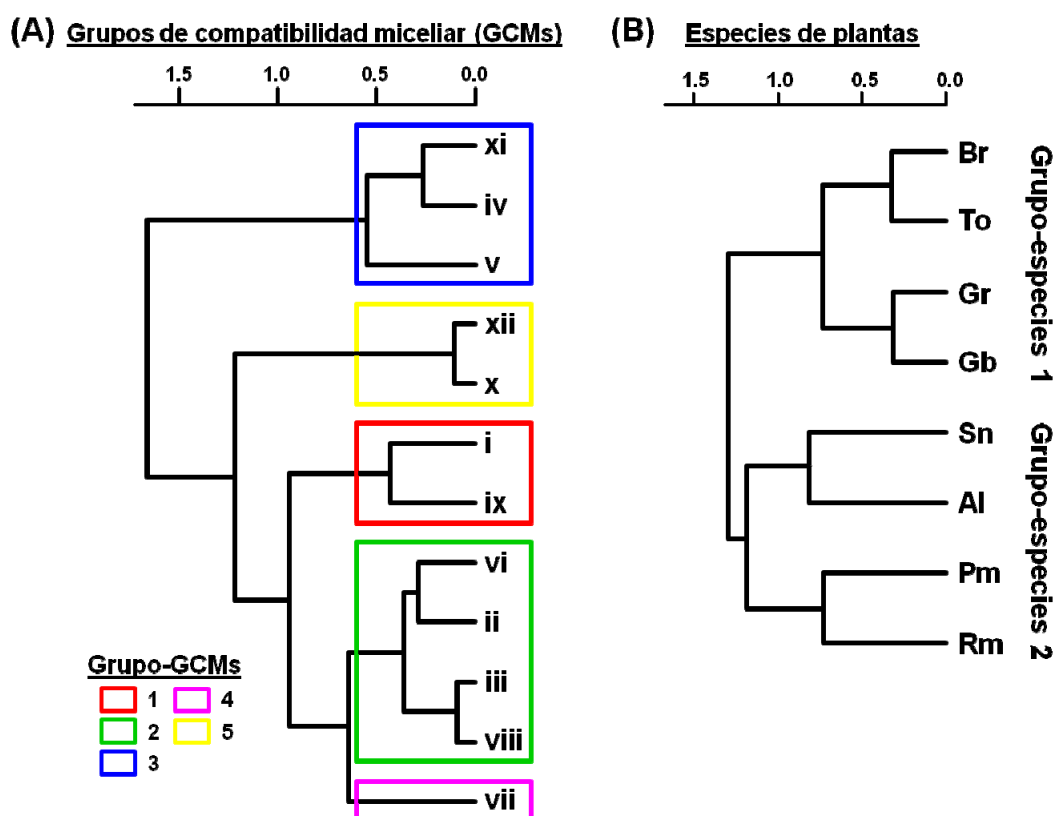 (A) Grupos de compatibilidad miceliar (GCMs)
1.5 1.0 0.5 0.0
xi
iv
v
xii
x
i
ix
vi
ii
iii
viii
vii
Grupo-GCMs
1 4
2 5
3
(B) Especies de plantas
1.5 1.0 0.5 0.0
Br
To
Gr
Gb
Sn
Al
Pm
Rm
Grupo-especies 1
Grupo-especies 2